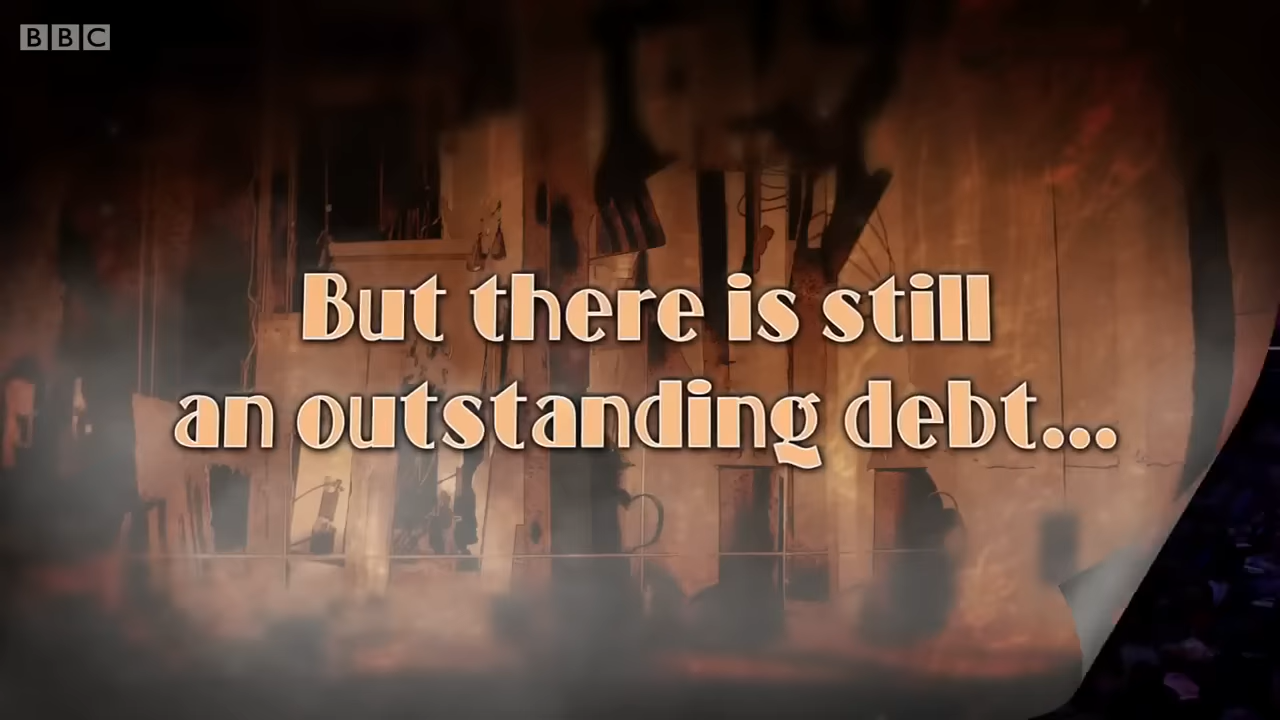 BBC
But there is still
an outstanding debt...